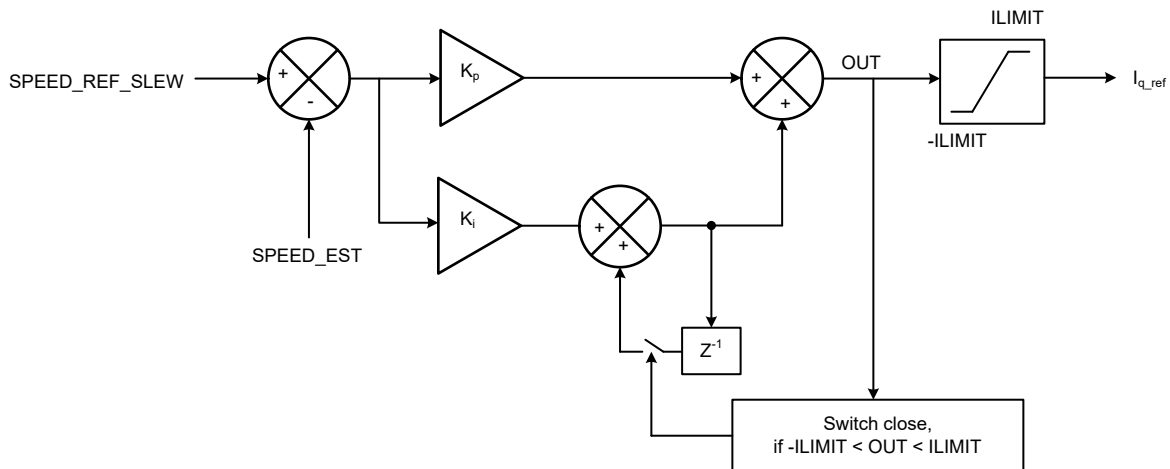 ILIMIT
SPEED_REF_SLEW
+
-
Kp
+
+
OUT
Iq_ref
-ILIMIT
SPEED_EST
Ki
+
+
Z-1
Switch close,
if -ILIMIT < OUT < ILIMIT